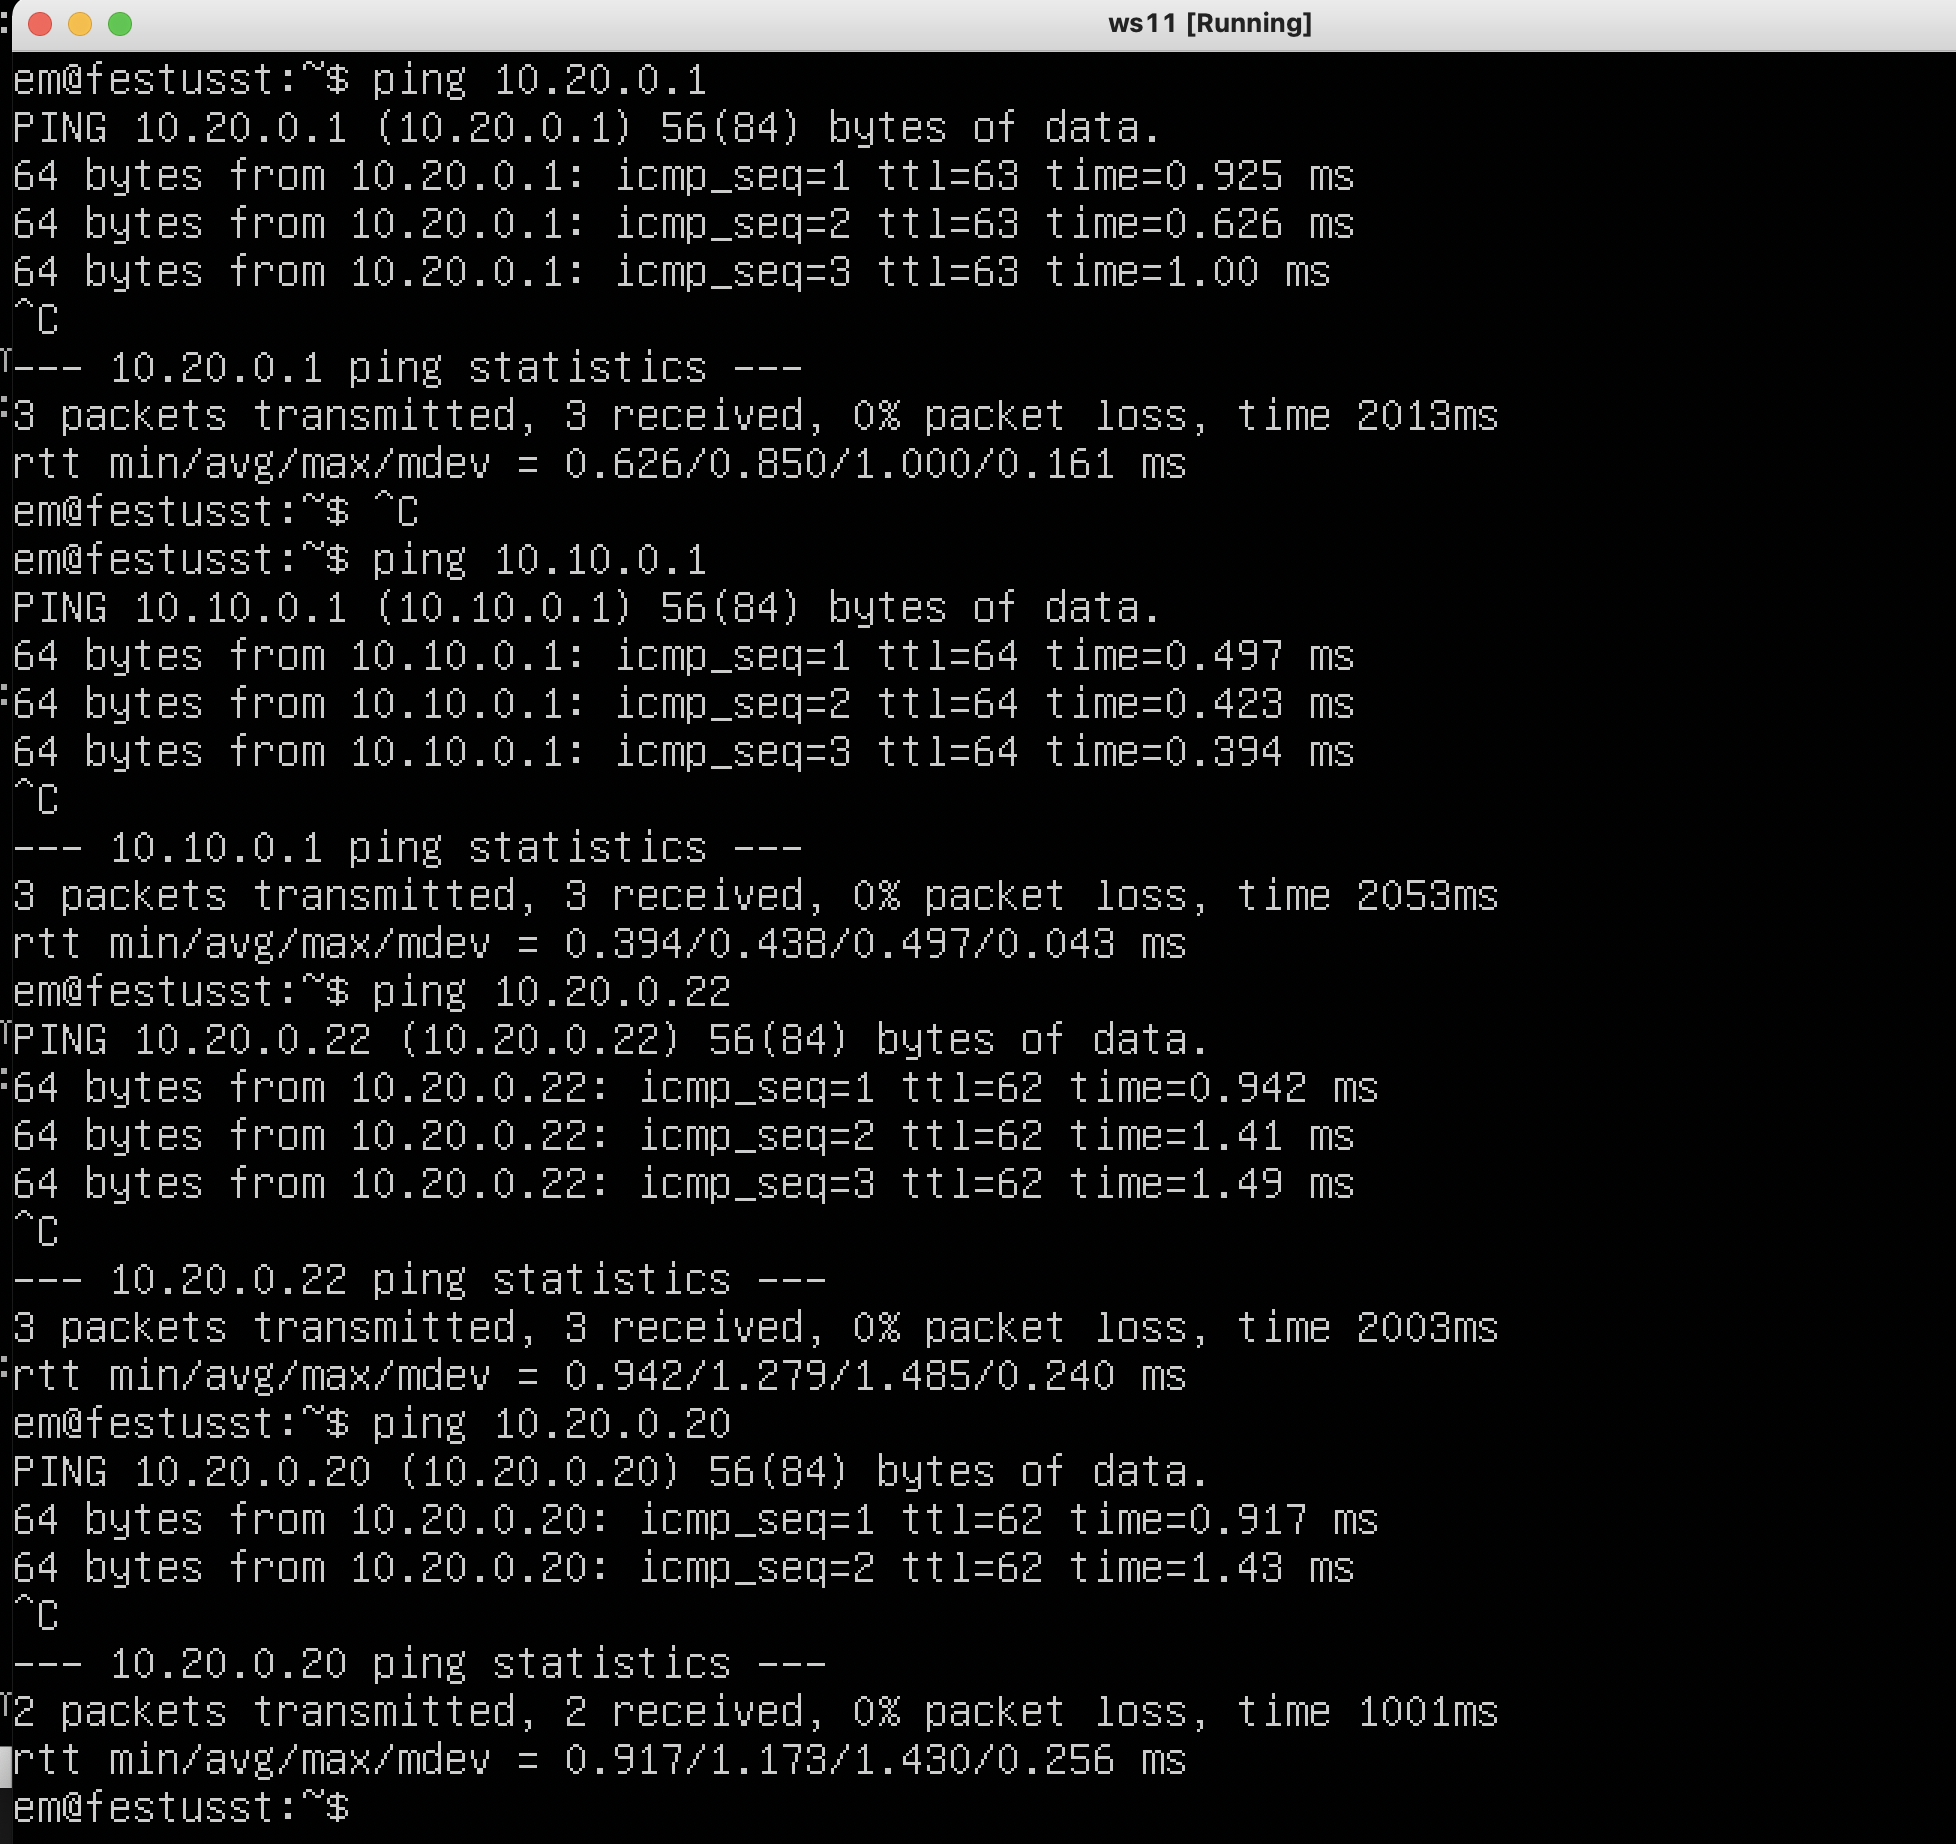 ws11 [Running]
em@festusst:~$ ping 10.20.0.1
PING 10.20.0.1 (10.20.0.1) 56(84) bytes of data.
64 bytes from 10.20.0.1: icmp_seq=1 ttl=63 time=0.925 ms
64 bytes from 10.20.0.1: icmp_seq=2 ttl=63 time=0.626 ms
64 bytes from 10.20.0.1: icmp_seq=3 ttl=63 time=1.00 ms
^C
--- 10.20.0.1 ping statistics ---
3 packets transmitted, 3 received, 0% packet loss, time 2013ms
rtt min/avg/max/mdev = 0.626/0.850/1.000/0.161 ms
em@festusst:~$ ^C
em@festusst:~$ ping 10.10.0.1
PING 10.10.0.1 (10.10.0.1) 56(84) bytes of data.
64 bytes from 10.10.0.1: icmp_seq=1 ttl=64 time=0.497 ms
64 bytes from 10.10.0.1: icmp_seq=2 ttl=64 time=0.423 ms
64 bytes from 10.10.0.1: icmp_seq=3 ttl=64 time=0.394 ms
^C
--- 10.10.0.1 ping statistics ---
3 packets transmitted, 3 received, 0% packet loss, time 2053ms
rtt min/avg/max/mdev = 0.394/0.438/0.497/0.043 ms
em@festusst:~$ ping 10.20.0.22
PING 10.20.0.22 (10.20.0.22) 56(84) bytes of data.
64 bytes from 10.20.0.22: icmp_seq=1 ttl=62 time=0.942 ms
64 bytes from 10.20.0.22: icmp_seq=2 ttl=62 time=1.41 ms
64 bytes from 10.20.0.22: icmp_seq=3 ttl=62 time=1.49 ms
^C
--- 10.20.0.22 ping statistics ---
3 packets transmitted, 3 received, 0% packet loss, time 2003ms
rtt min/avg/max/mdev = 0.942/1.279/1.485/0.240 ms
em@festusst:~$ ping 10.20.0.20
PING 10.20.0.20 (10.20.0.20) 56(84) bytes of data.
64 bytes from 10.20.0.20: icmp_seq=1 ttl=62 time=0.917 ms
64 bytes from 10.20.0.20: icmp_seq=2 ttl=62 time=1.43 ms
^C
--- 10.20.0.20 ping statistics ---
2 packets transmitted, 2 received, 0% packet loss, time 1001ms
rtt min/avg/max/mdev = 0.917/1.173/1.430/0.256 ms
em@festusst:~$